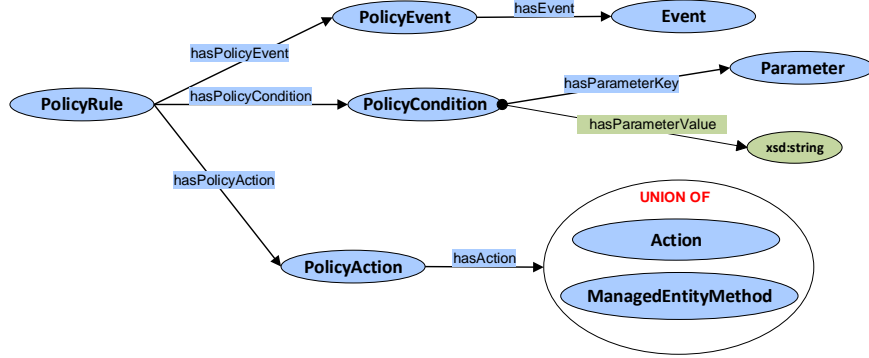 PolicyEvent
hasEvent
Event
hasPolicyEvent
Parameter
hasParameterKey
PolicyRule
hasPolicyCondition
PolicyCondition
hasParameterValue
xsd:string
hasPolicyAction
UNION OF
Action
PolicyAction
hasAction
ManagedEntityMethod